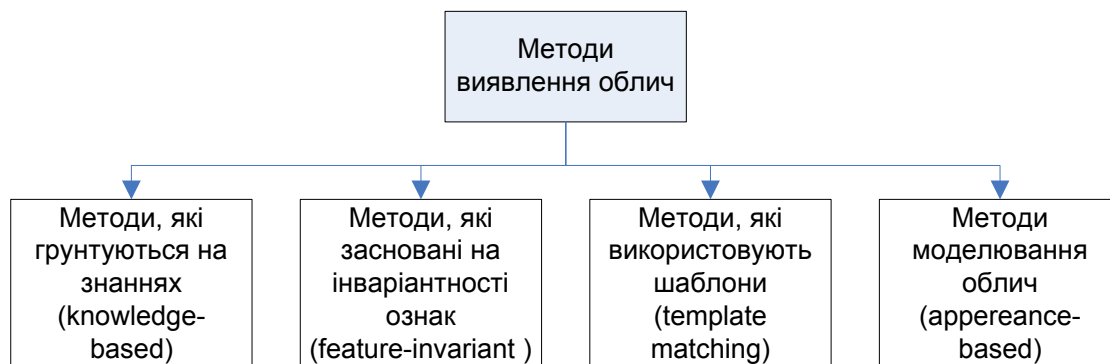 Методи
виявлення облич
Методи, які
грунтуються на
знаннях
(knowledge-
based)
Методи, які
засновані на
інваріантності
ознак
(feature-invariant )
Методи, які
використовують
шаблони
(template
matching)
Методи
моделювання
облич
(appereance-
based)